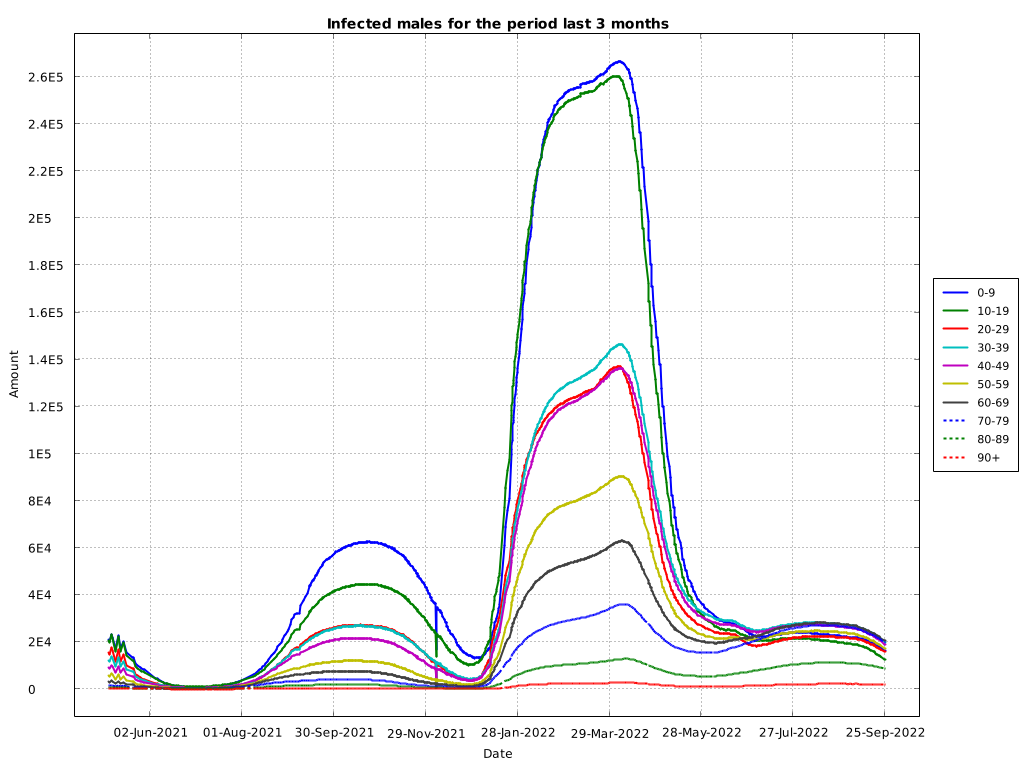 Infected males for the period last 3 months
2.6E5
2.4E5
2.2E5
2E5
1.8E5
1.6E5
1.4E5
1.2E5
1E5
8E4
6E4
4E4
2E4
0
Amount
02-Jun-2021 01-Aug-2021 30-Sep-2021 29-Nov-2021 28-Jan-2022 29-Mar-2022 28-May-2022 27-Jul-2022 25-Sep-2022
Date
0-9
10-19
20-29
30-39
40-49
50-59
60-69
70-79
80-89
90+